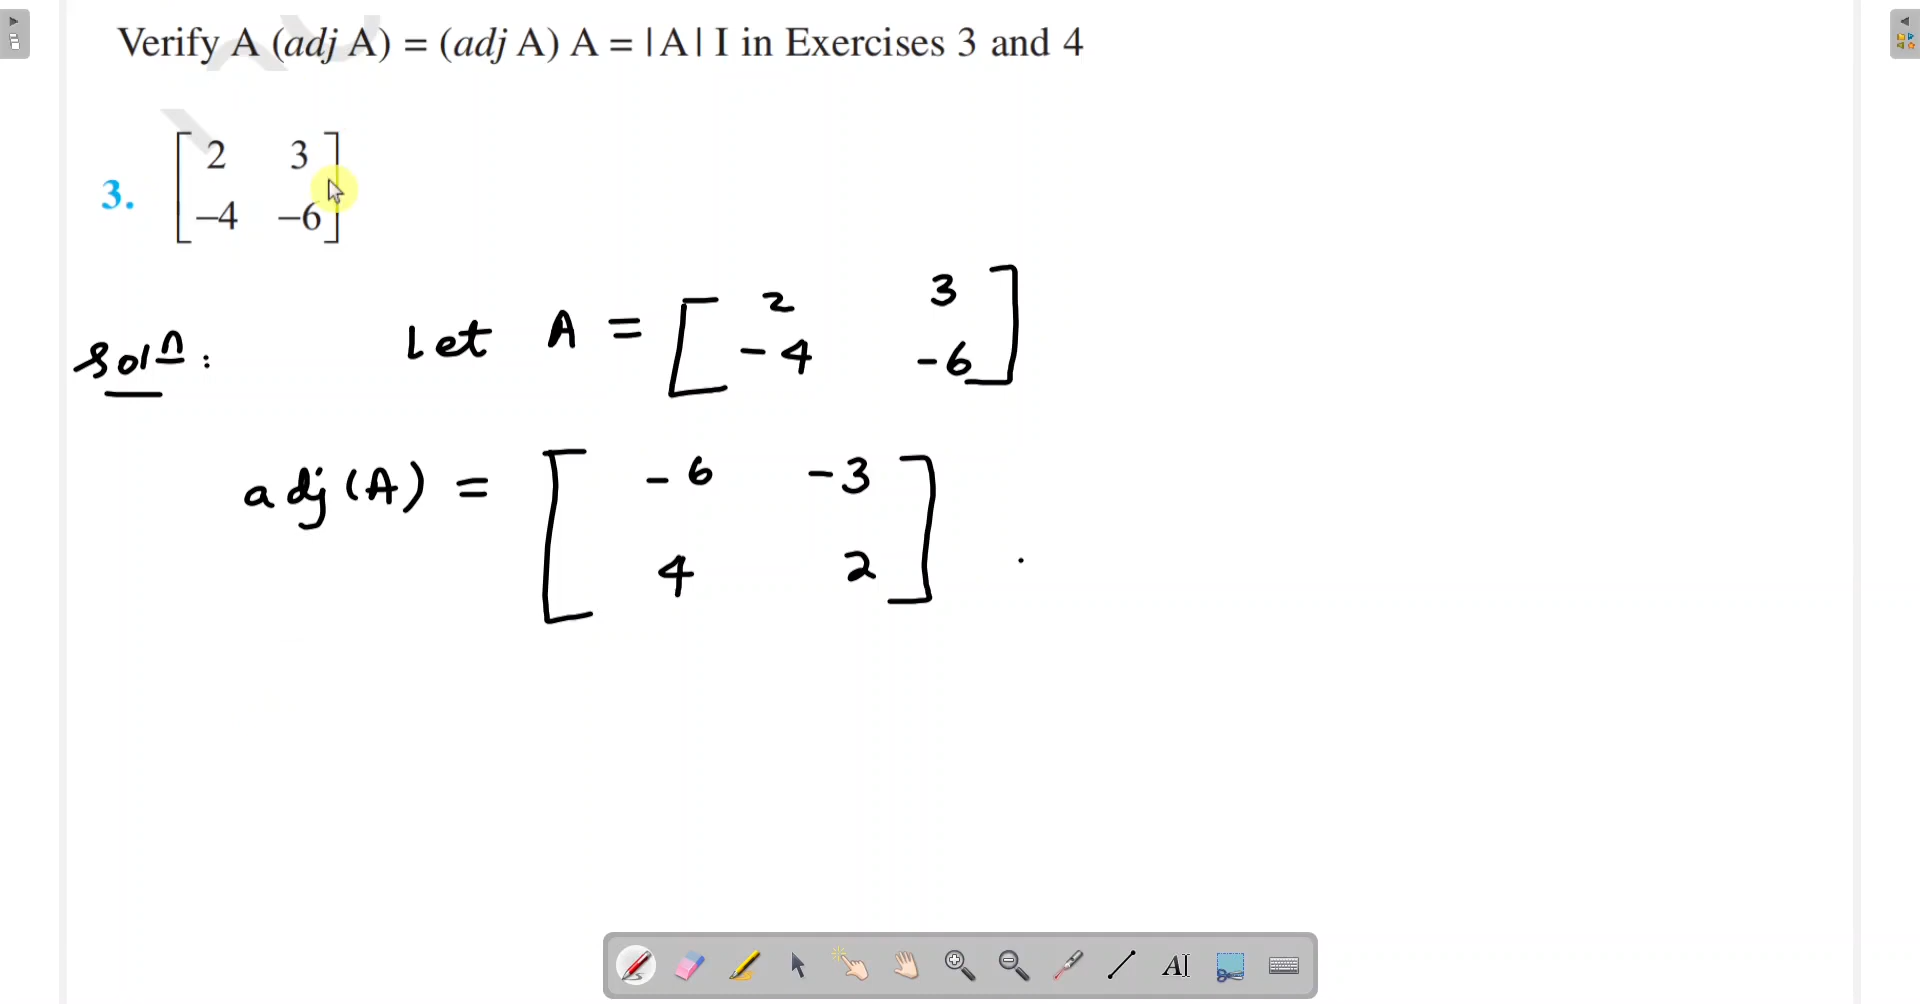 Verify A (adj A) = (adj A) A = |A| I in Exercises 3 and 4
3. [ 2 3 ]
[ –4 –6 ]
Soln : Let A = [ 2 3 ]
[ -4 -6 ]
adj(A) = [ -6 -3 ]
[ 4 2 ] .